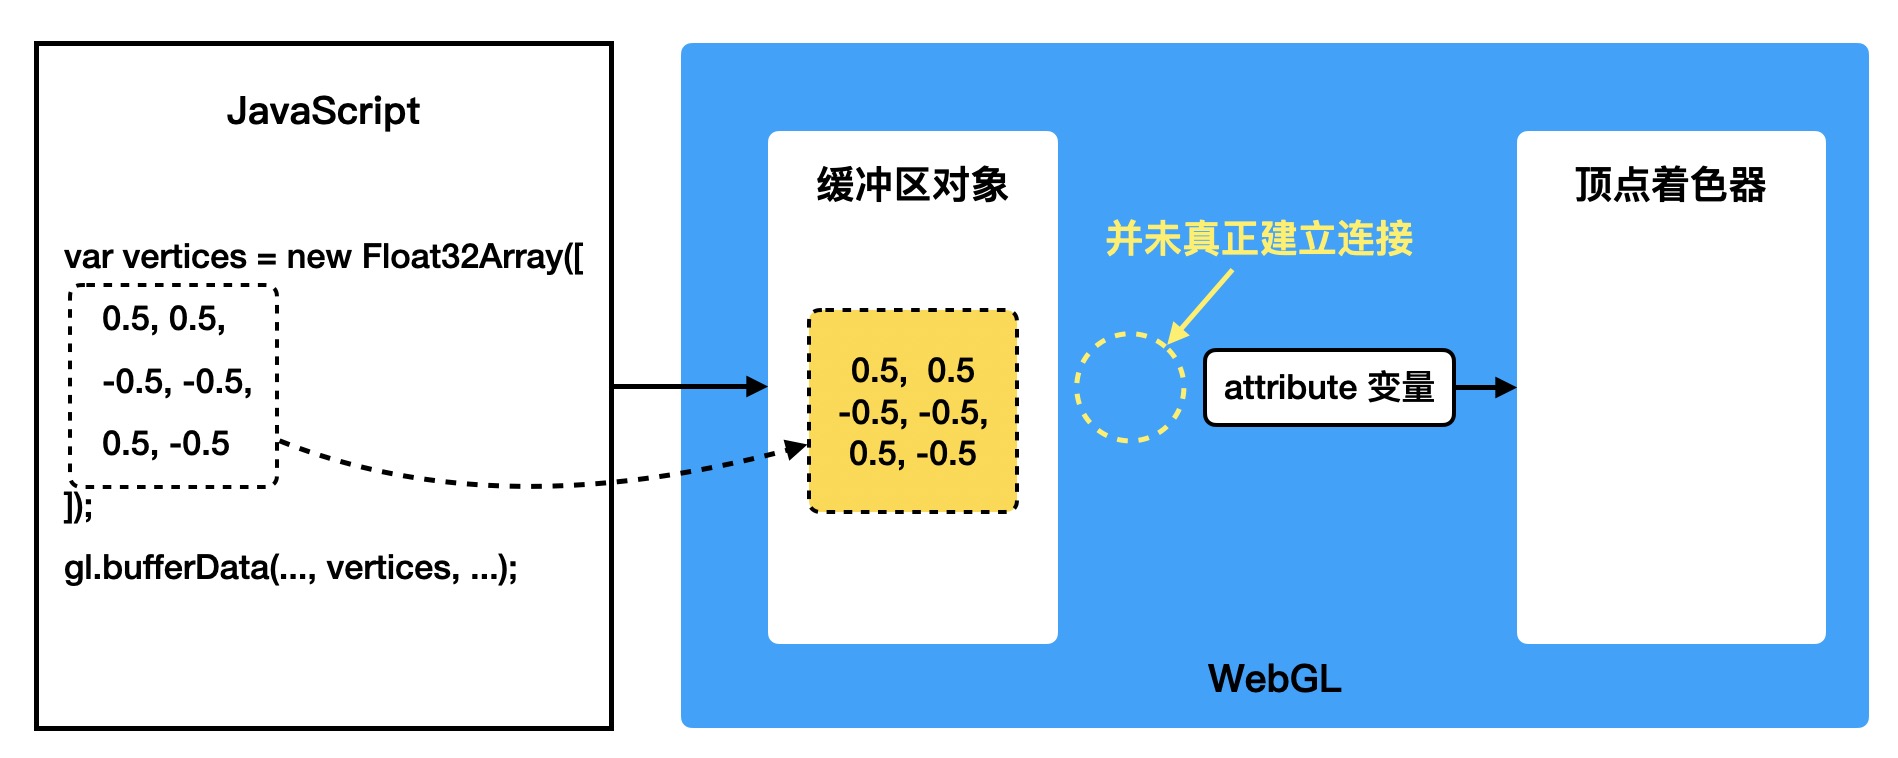 JavaScript
var vertices = new Float32Array([
0.5, 0.5,
-0.5, -0.5,
0.5, -0.5
]);
gl.bufferData(..., vertices, ...);
缓冲区对象
0.5, 0.5
-0.5, -0.5,
0.5, -0.5
并未真正建立连接
attribute 变量
顶点着色器
WebGL